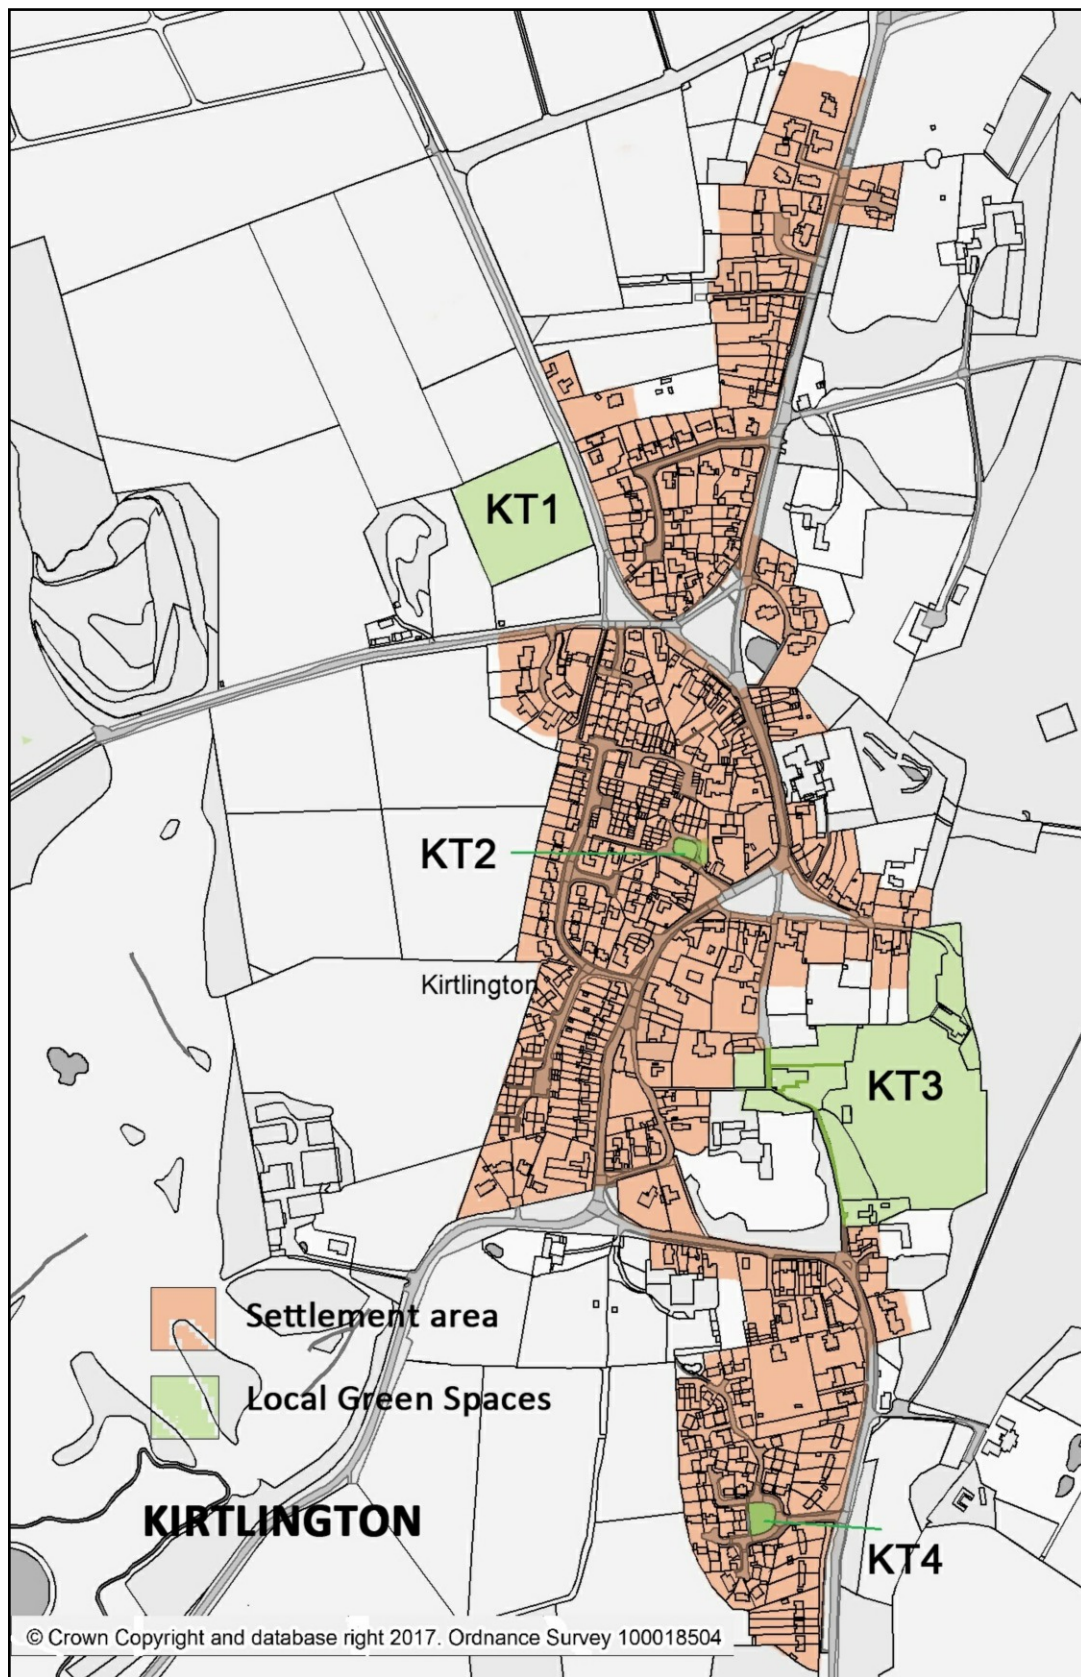 KT1
KT2
Kirtlington
KT3
Settlement area
Local Green Spaces
KIRTLINGTON
KT4
© Crown Copyright and database right 2017. Ordnance Survey 100018504